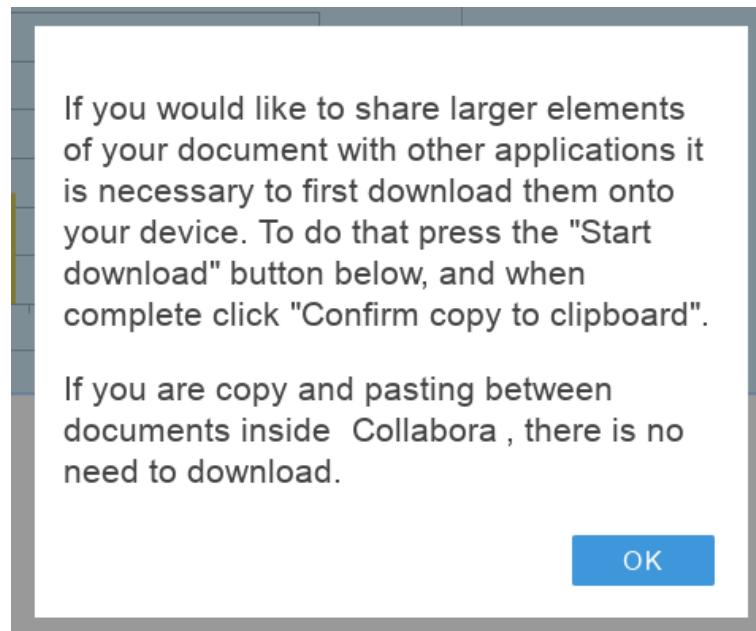 If you would like to share larger elements
of your document with other applications it
is necessary to first download them onto
your device. To do that press the "Start
download" button below, and when
complete click "Confirm copy to clipboard".
If you are copy and pasting between
documents inside  Collabora , there is no
need to download.
OK